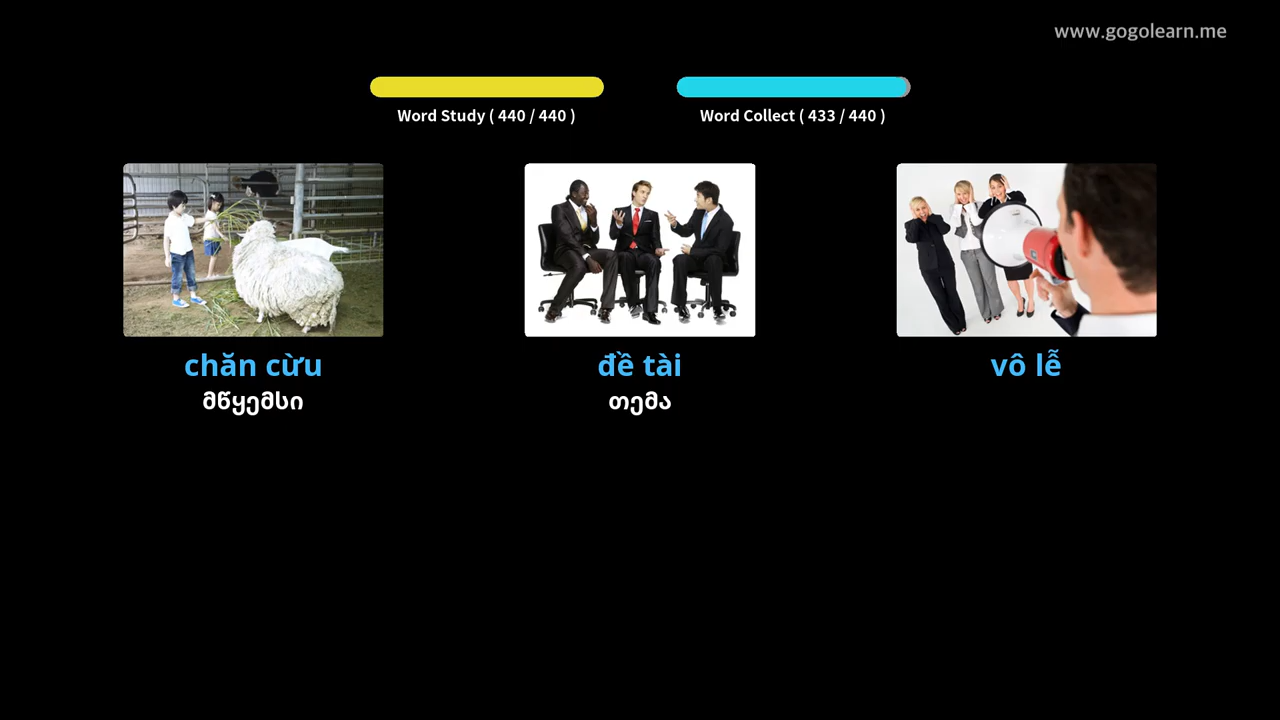 www.gogolearn.me
Word Study ( 440 / 440 )
Word Collect ( 433 / 440 )
chăn cừu
მწყემსი
đề tài
თემა
vô lễ